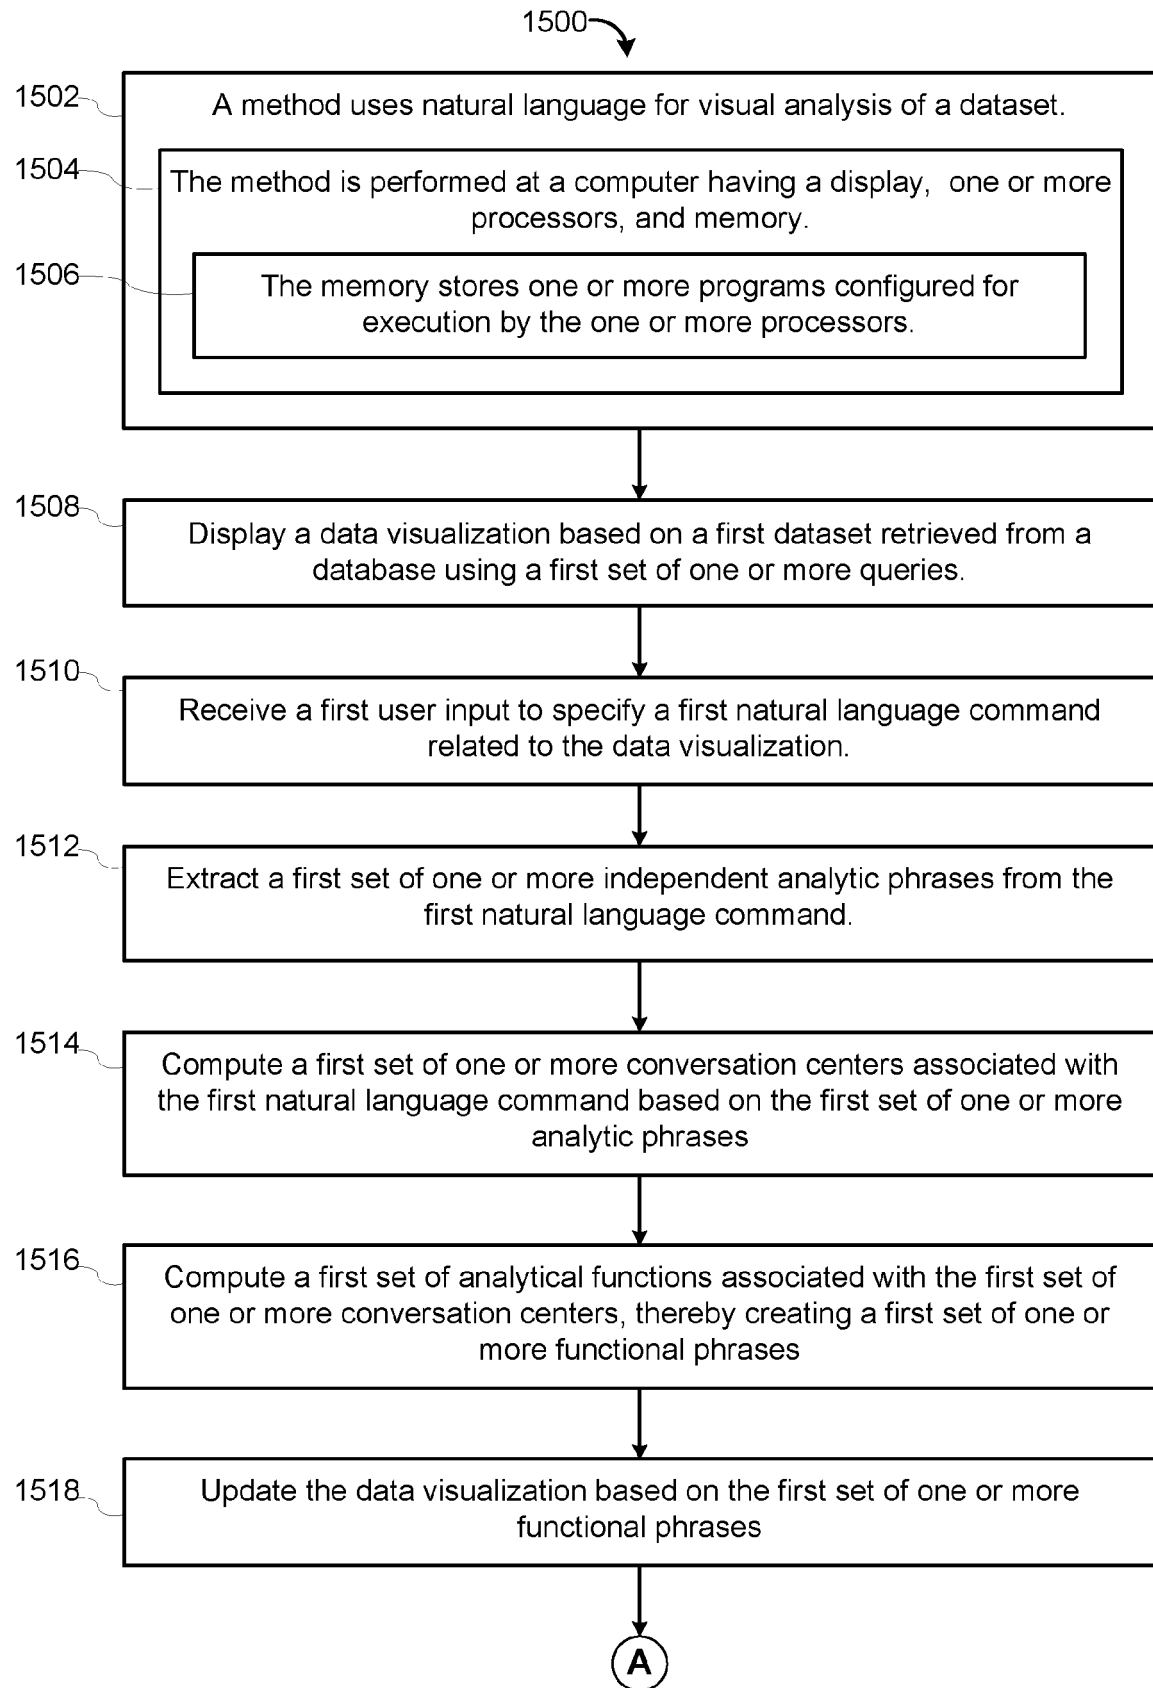 1500
1502
A method uses natural language for visual analysis of a dataset.
1504
The method is performed at a computer having a display, one or more
processors, and memory.
1506
The memory stores one or more programs configured for
execution by the one or more processors.
1508
Display a data visualization based on a first dataset retrieved from a
database using a first set of one or more queries.
1510
Receive a first user input to specify a first natural language command
related to the data visualization.
1512
Extract a first set of one or more independent analytic phrases from the
first natural language command.
1514
Compute a first set of one or more conversation centers associated with
the first natural language command based on the first set of one or more
analytic phrases
1516
Compute a first set of analytical functions associated with the first set of
one or more conversation centers, thereby creating a first set of one or
more functional phrases
1518
Update the data visualization based on the first set of one or more
functional phrases
A